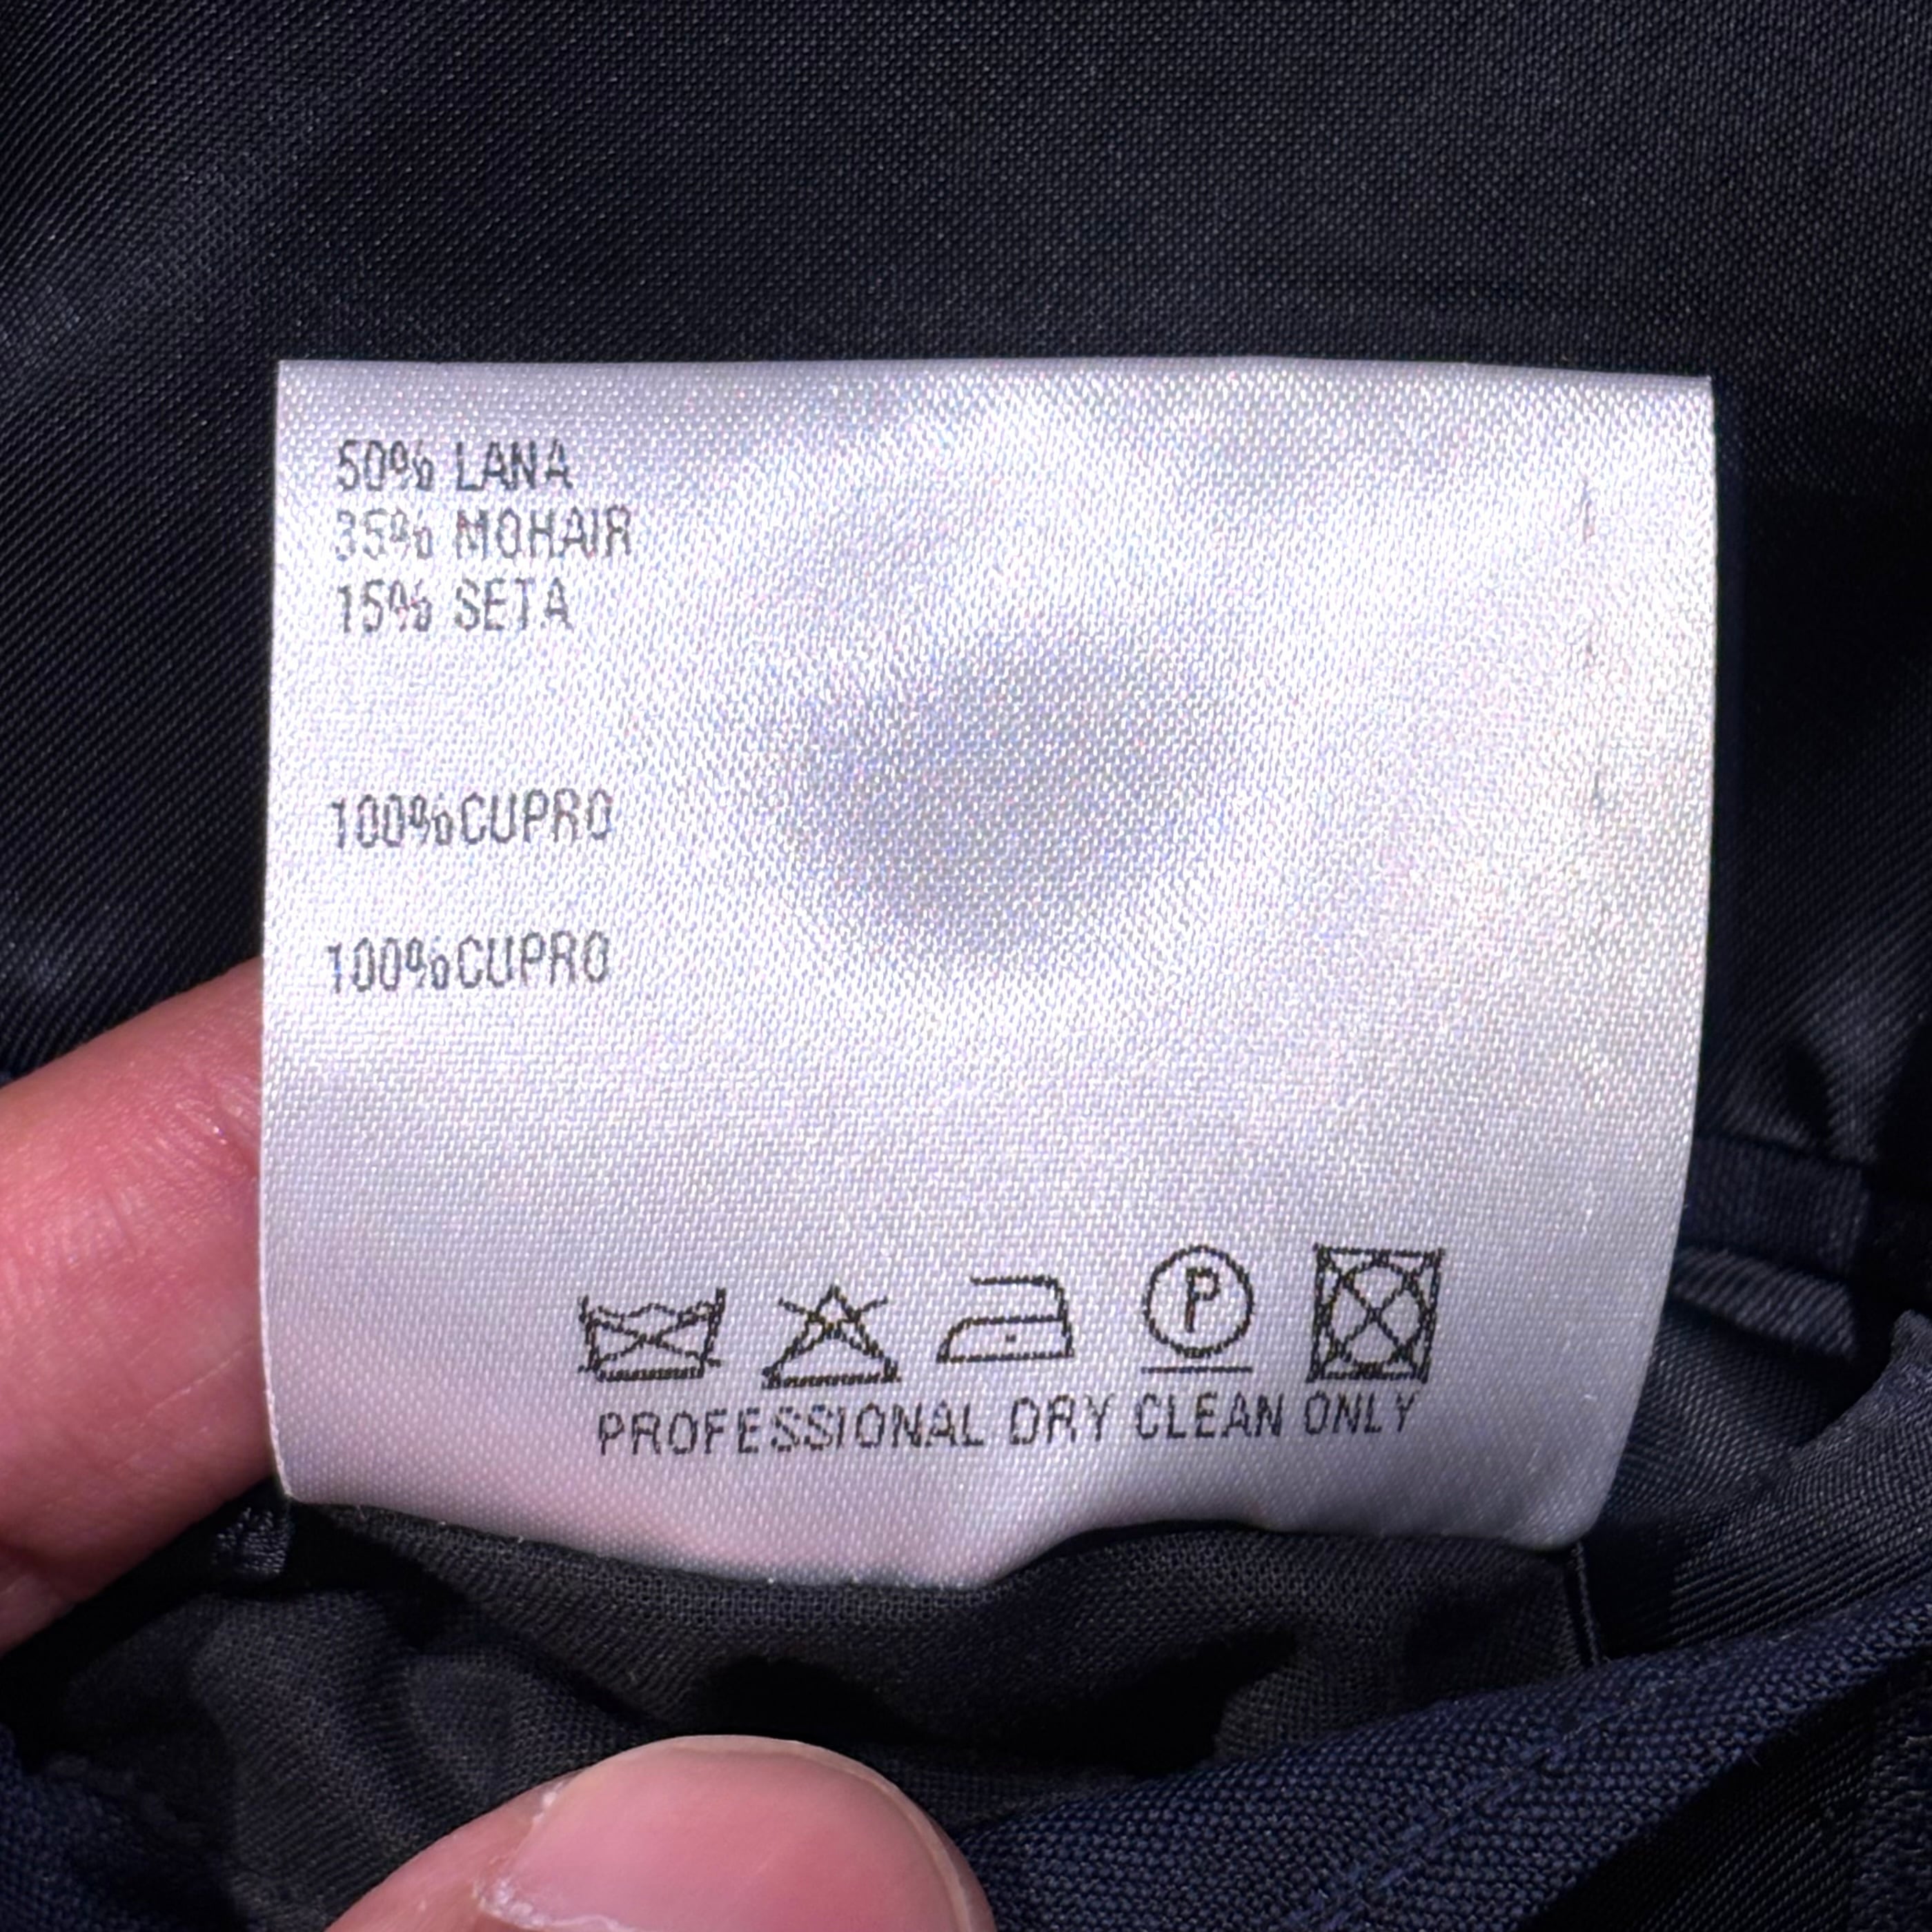 50% LANA
35% MOHAIR
15% SETA
100%CUPRO
100%CUPRO
P
PROFESSIONAL DRY CLEAN ONLY